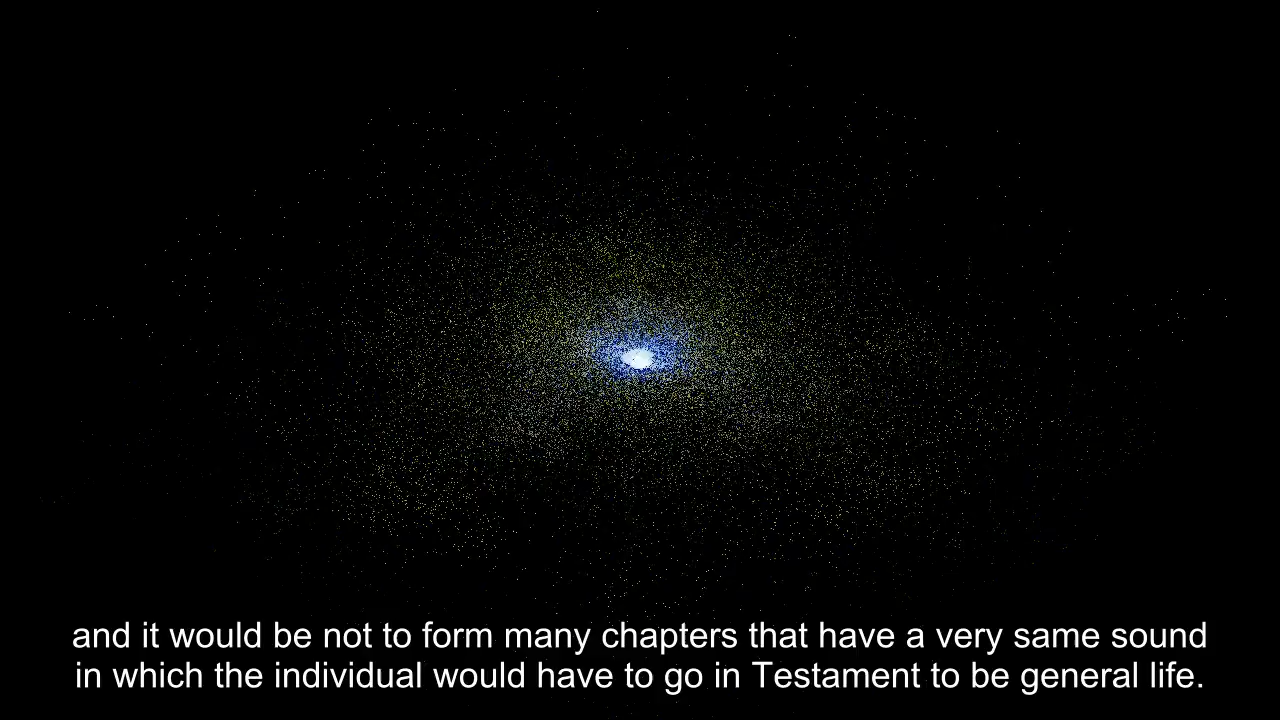 and it would be not to form many chapters that have a very same sound
in which the individual would have to go in Testament to be general life.